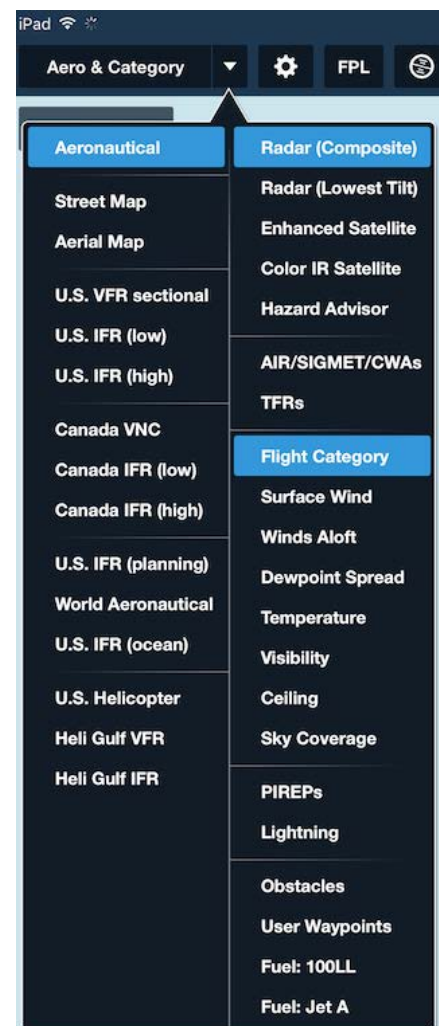 iPad
Aero & Category
FPL
Aeronautical
Street Map
Aerial Map
U.S. VFR sectional
U.S. IFR (low)
U.S. IFR (high)
Canada VNC
Canada IFR (low)
Canada IFR (high)
U.S. IFR (planning)
World Aeronautical
U.S. IFR (ocean)
U.S. Helicopter
Heli Gulf VFR
Heli Gulf IFR
Radar (Composite)
Radar (Lowest Tilt)
Enhanced Satellite
Color IR Satellite
Hazard Advisor
AIR/SIGMET/CWAs
TFRs
Flight Category
Surface Wind
Winds Aloft
Dewpoint Spread
Temperature
Visibility
Ceiling
Sky Coverage
PIREPs
Lightning
Obstacles
User Waypoints
Fuel: 100LL
Fuel: Jet A